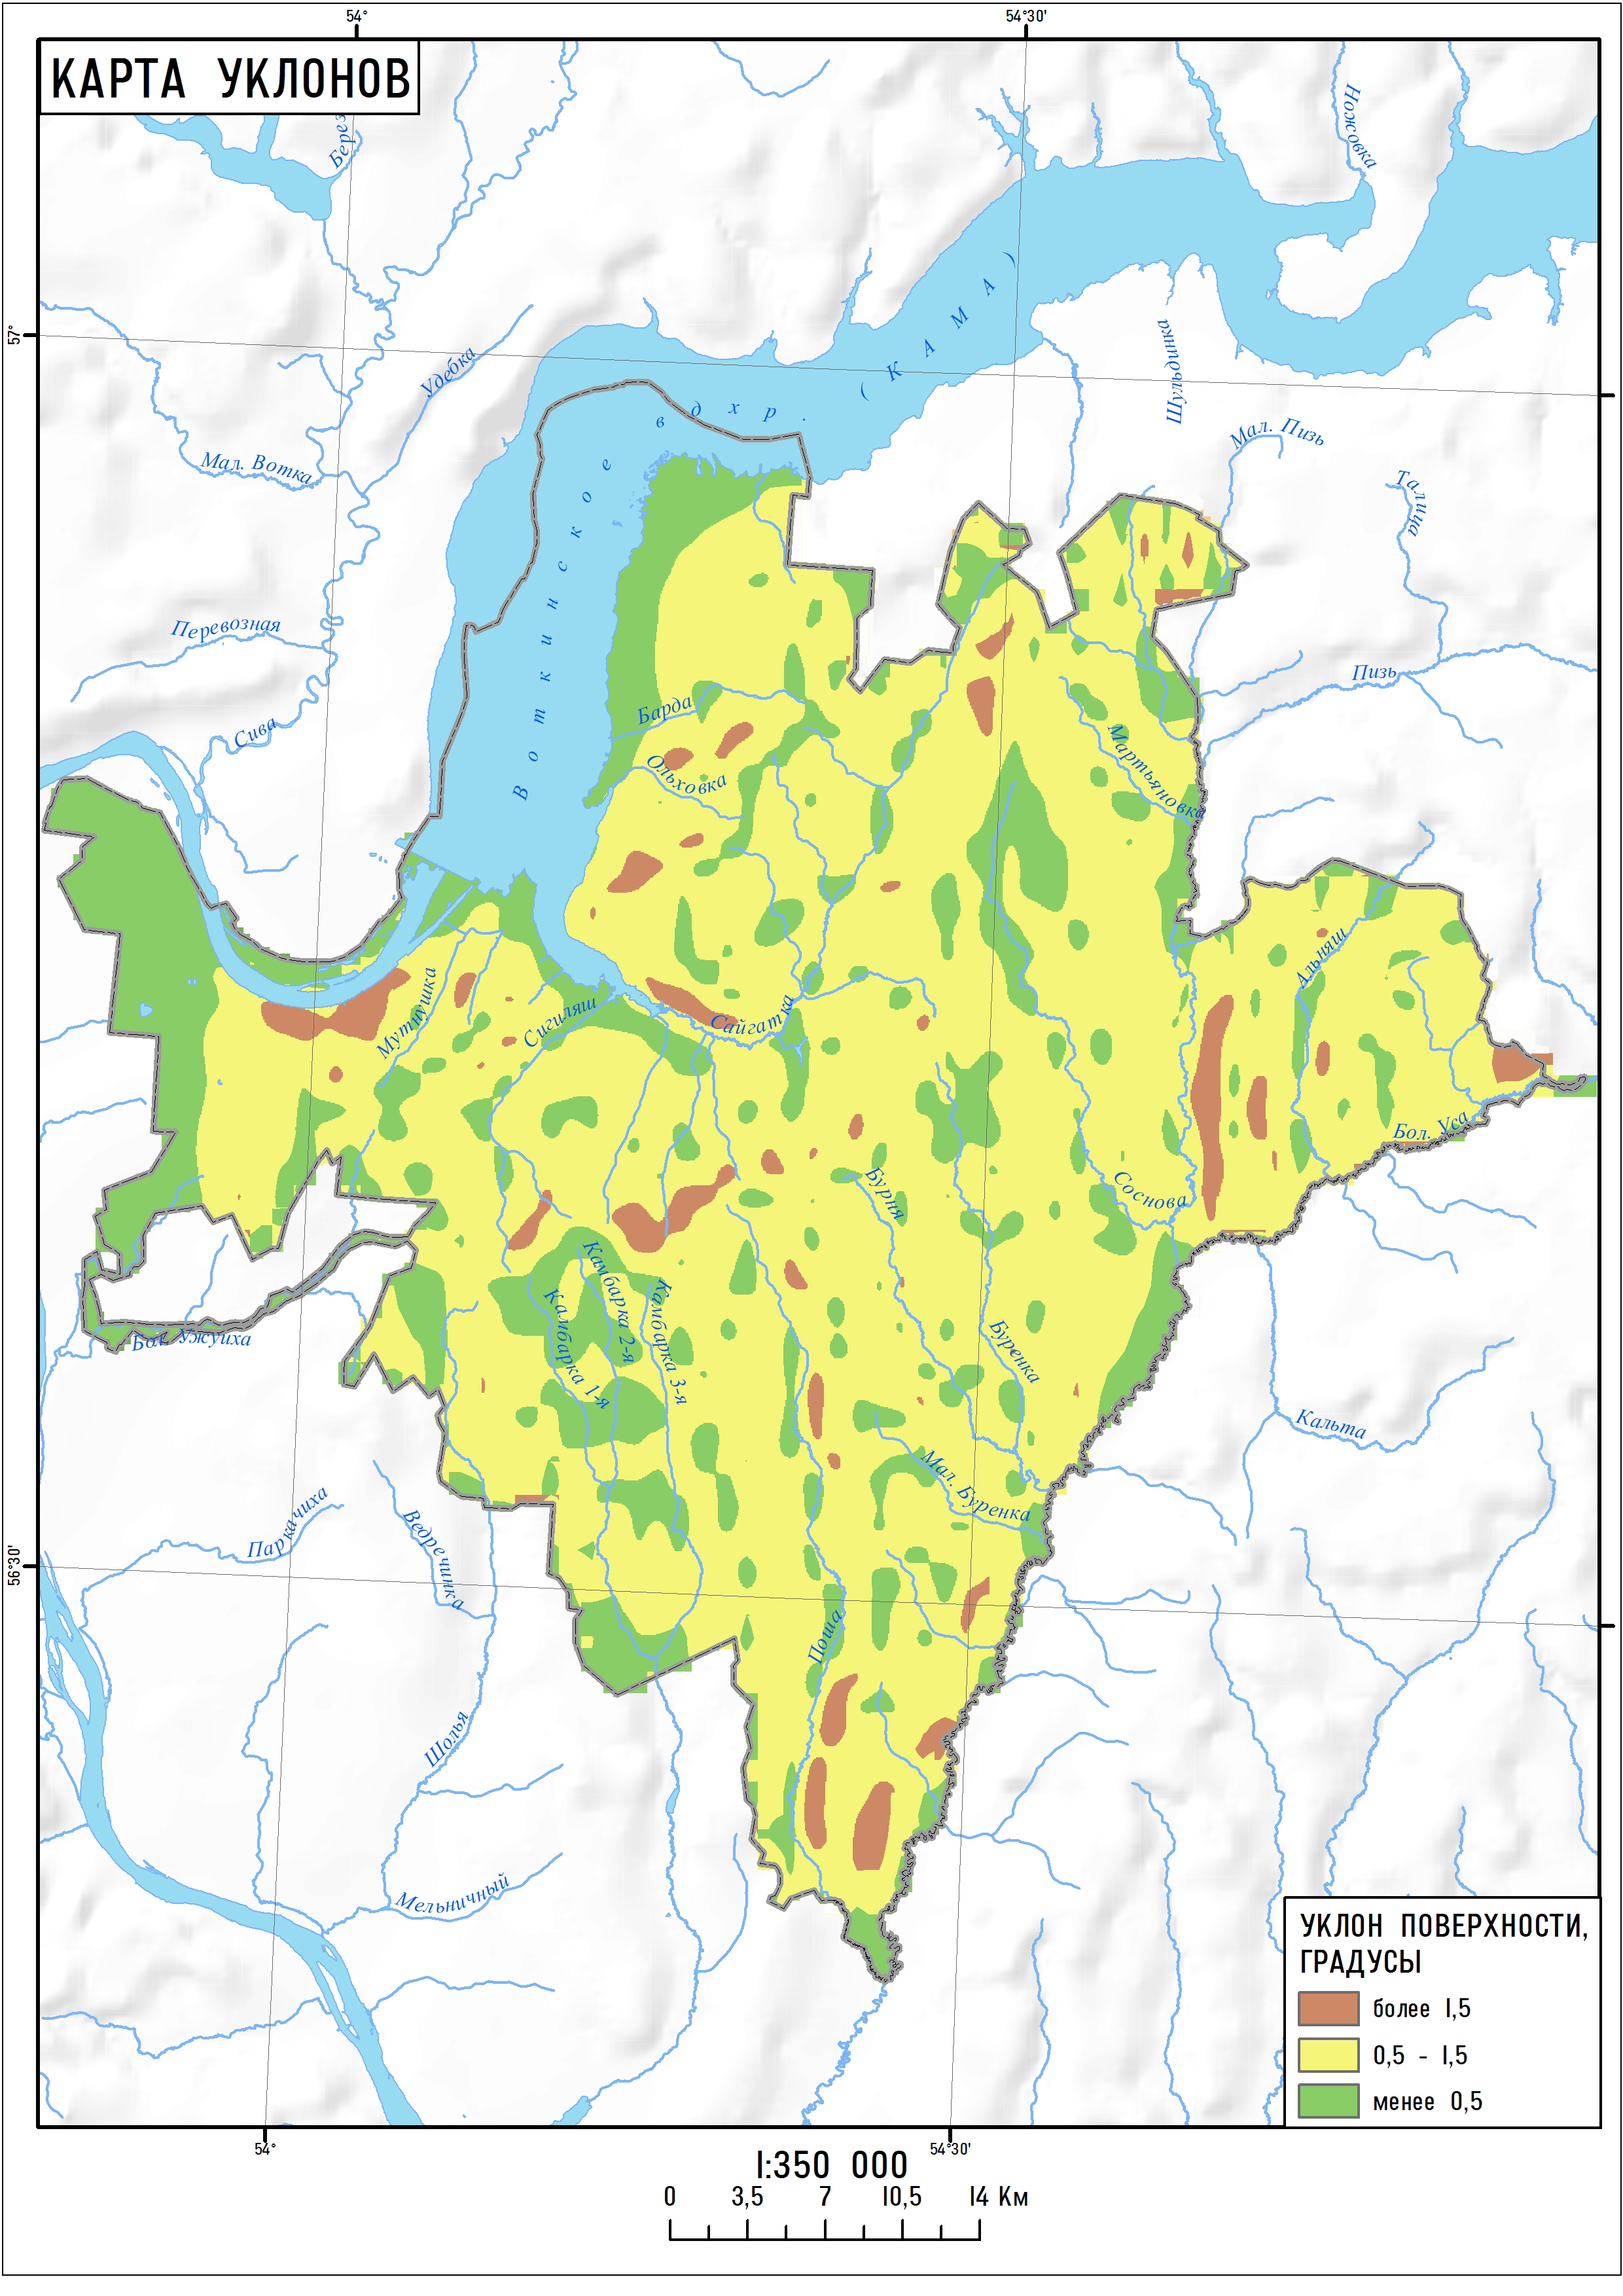 54°
54°30'
КАРТА УКЛОНОВ
Берез
Ножовка
57°
Удебка
Мал. Вотка
Воткинское вдхр. (КАМА)
Шульдинка
Мал. Пизь
Талица
Перевозная
Сива
Пизь
Барда
Ольховка
Мартьяновка
Мутнушка
Сигиляш
Сайгатка
Альняш
Бол. Уса
Соснова
Бурня
Бол. Ужуиха
Камбарка 1-я
Камбарка 2-я
Камбарка 3-я
Буренка
Кальта
Мал. Буренка
Паркачиха
Ведречинка
56°30'
Поша
Шолья
Мельничный
УКЛОН ПОВЕРХНОСТИ,
ГРАДУСЫ
более 1,5
0,5 - 1,5
менее 0,5
54°
54°30'
1:350 000
0 3,5 7 10,5 14 Км